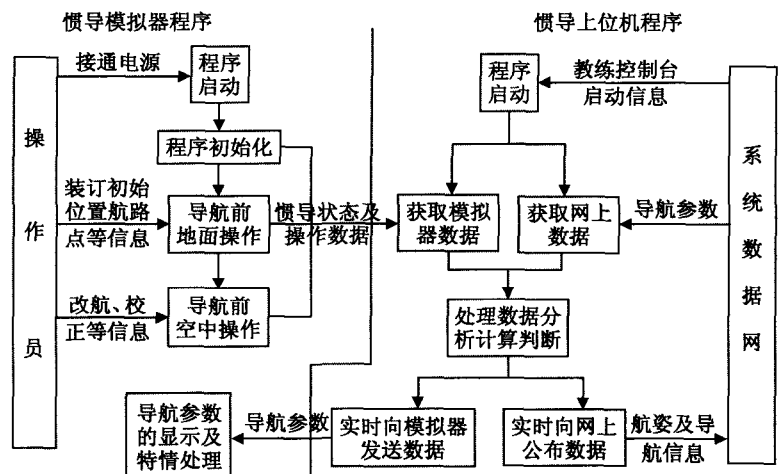 惯导模拟器程序
惯导上位机程序
操
作
员
接通电源
程序
启动
程序初始化
装订初始
位置航路
点等信息
导航前
地面操作
惯导状态及
操作数据
改航、校
正等信息
导航前
空中操作
导航参数
的显示及
特情处理
导航参数
程序
启动
教练控制台
启动信息
获取模拟
器数据
获取网上
数据
导航参数
处理数据分
析计算判断
实时向模拟器
发送数据
实时向网上
公布数据
航姿及导
航信息
系
统
数
据
网